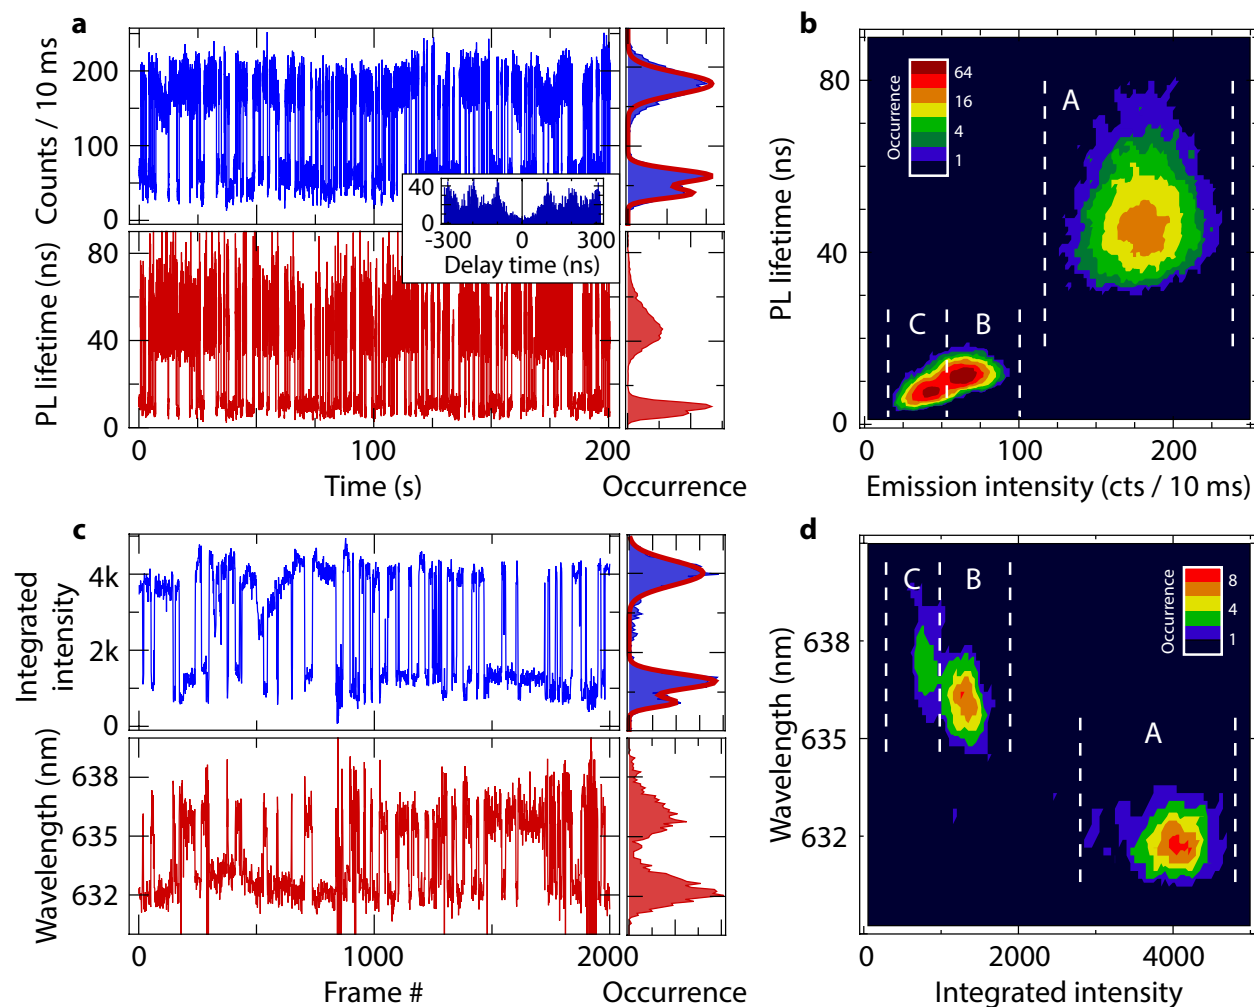 a
Counts / 10 ms
200
100
0
40
0
-300
0
300
Delay time (ns)
PL lifetime (ns)
80
40
0
0
100
200
Time (s)
Occurrence
b
PL lifetime (ns)
80
40
0
Occurrence
64
16
4
1
A
C
B
0
100
200
Emission intensity (cts / 10 ms)
c
Integrated
intensity
4k
2k
0
Wavelength (nm)
638
635
632
0
1000
2000
Frame #
Occurrence
d
Wavelength (nm)
638
635
632
C
B
A
Occurrence
8
4
1
0
2000
4000
Integrated intensity